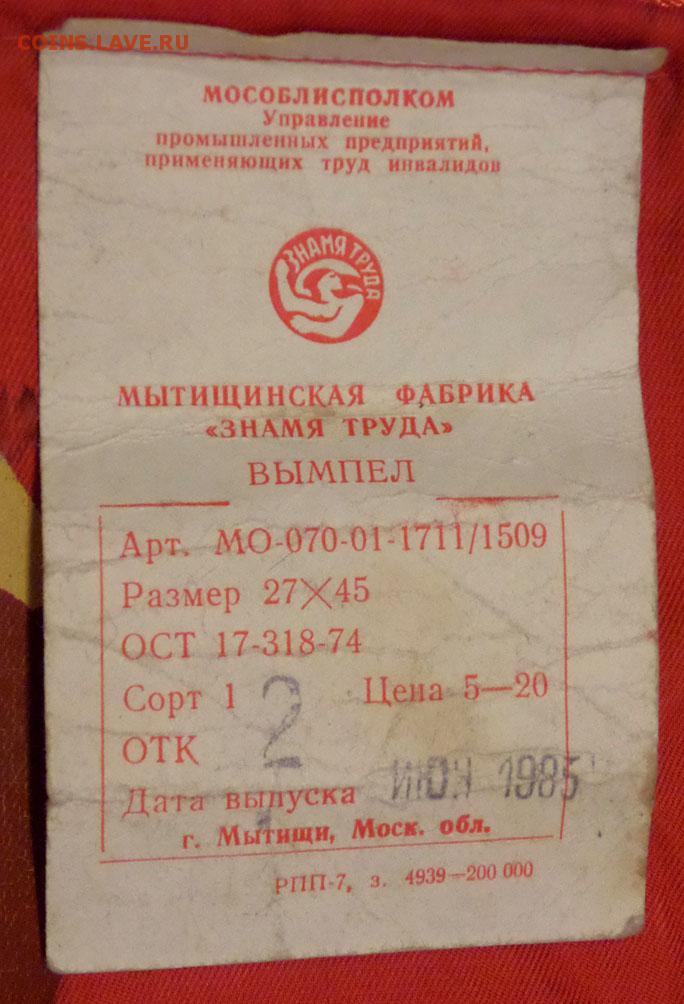 COINS.LAVE.RU
МОСОБЛИСПОЛКОМ
Управление
промышленных предприятий,
применяющих труд инвалидов
ЗНАМЯ ТРУДА
МЫТИЩИНСКАЯ ФАБРИКА
«ЗНАМЯ ТРУДА»
ВЫМПЕЛ
Арт. МО-070-01-1711/1509
Размер 27×45
ОСТ 17-318-74
Сорт 1 Цена 5—20
ОТК 2
Дата выпуска 1985
г. Мытищи, Моск. обл.
РПП-7, з. 4939—200 000